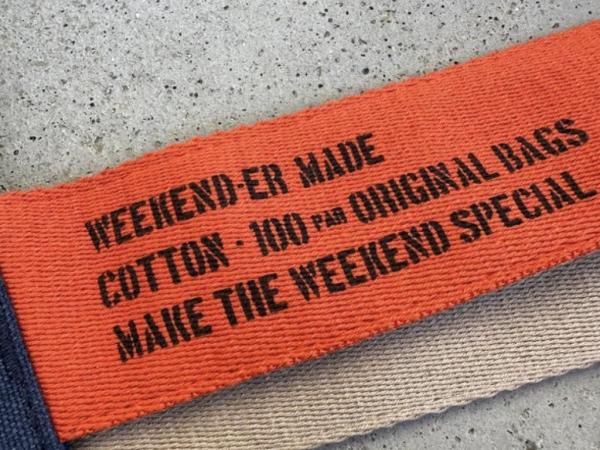 WEEKEND-ER MADE
COTTON · 100 PAR ORIGINAL BAGS
MAKE THE WEEKEND SPECIAL